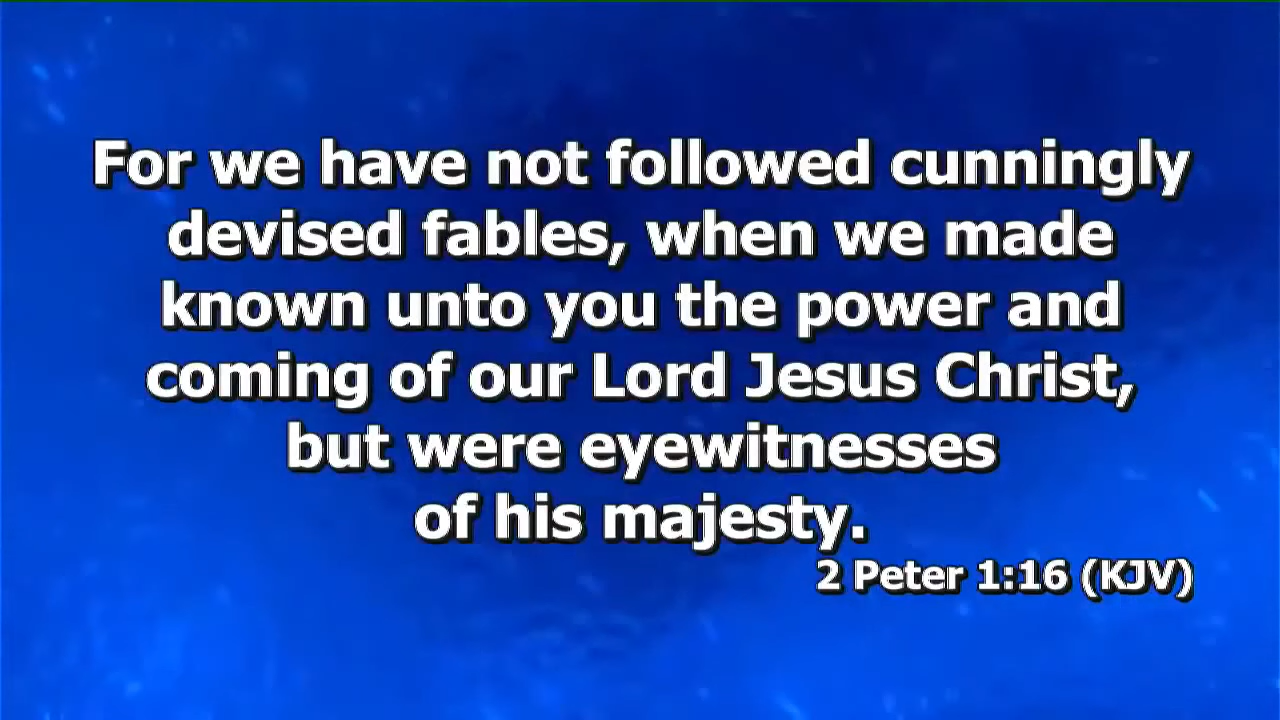 For we have not followed cunningly
devised fables, when we made
known unto you the power and
coming of our Lord Jesus Christ,
but were eyewitnesses
of his majesty.
2 Peter 1:16 (KJV)